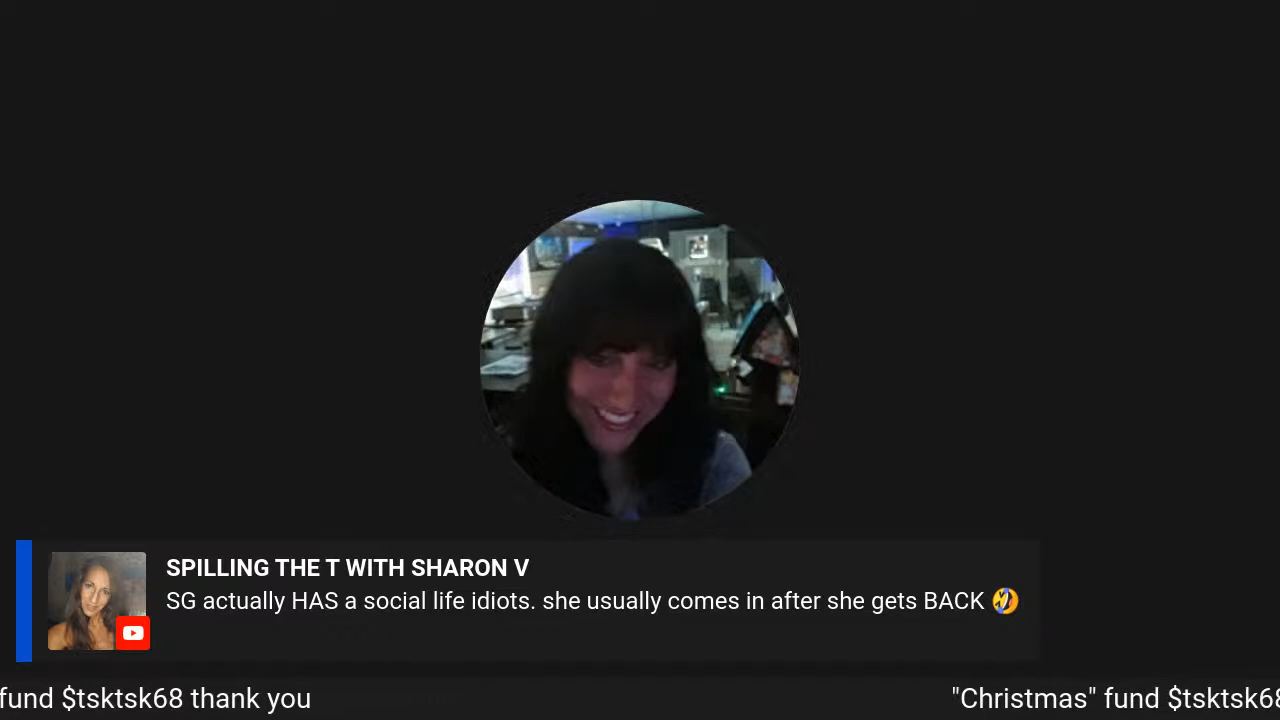 SPILLING THE T WITH SHARON V
SG actually HAS a social life idiots. she usually comes in after she gets BACK 🤣
fund $tsktsk68 thank you
"Christmas" fund $tsktsk68